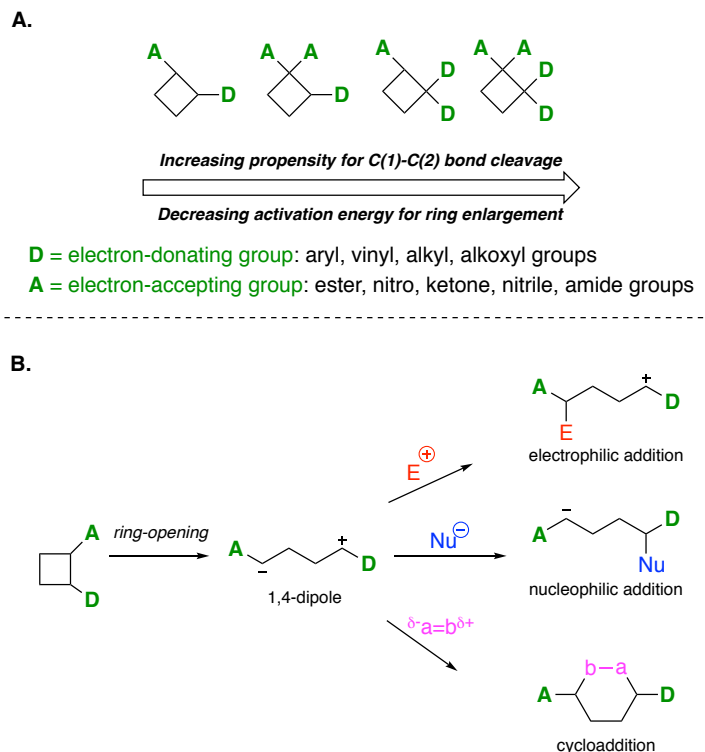 A.
A
D
A A
D
A
D
D
A A
D
D
Increasing propensity for C(1)-C(2) bond cleavage
Decreasing activation energy for ring enlargement
D = electron-donating group: aryl, vinyl, alkyl, alkoxyl groups
A = electron-accepting group: ester, nitro, ketone, nitrile, amide groups
B.
A
+
D
E
electrophilic addition
E⊕
A
D
ring-opening
A
−
+
D
1,4-dipole
Nu⊖
A
−
D
Nu
nucleophilic addition
δ-a=bδ+
b–a
A
D
cycloaddition